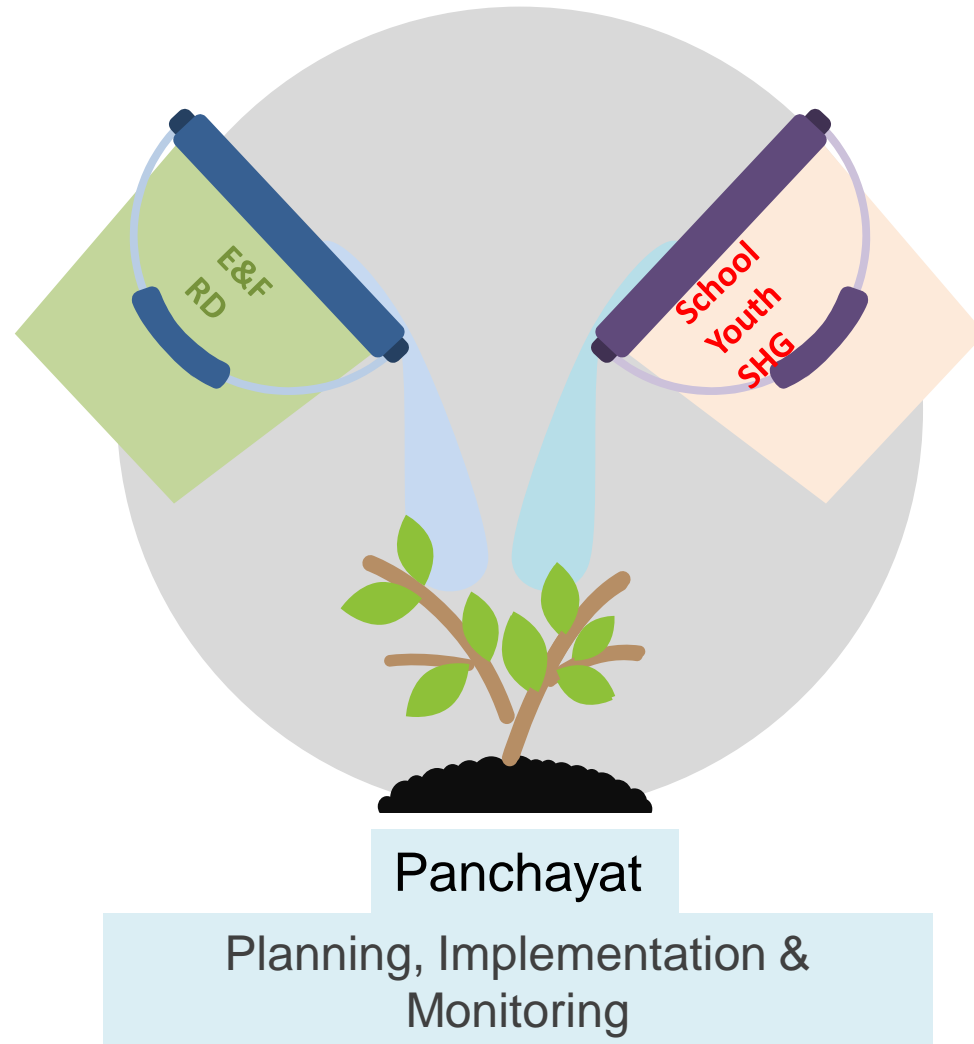 E&F
RD
School
Youth
SHG
Panchayat
Planning, Implementation &
Monitoring